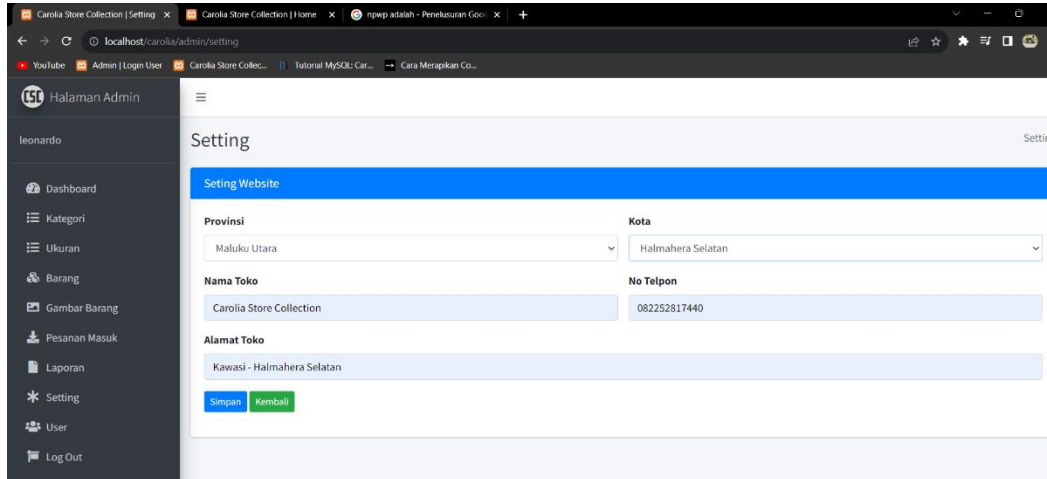 Carolia Store Collection | Setting
Carolia Store Collection | Home
npwp adalah - Penelusuran Goo
localhost/carolia/admin/setting
YouTube
Admin | Login User
Carolia Store Collec...
Tutorial MySQL: Car...
Cara Merapikan Co...
CSC Halaman Admin
leonardo
Dashboard
Kategori
Ukuran
Barang
Gambar Barang
Pesanan Masuk
Laporan
Setting
User
Log Out
Setting
Settin
Seting Website
Provinsi
Kota
Maluku Utara
Halmahera Selatan
Nama Toko
No Telpon
Carolia Store Collection
082252817440
Alamat Toko
Kawasi - Halmahera Selatan
Simpan
Kembali